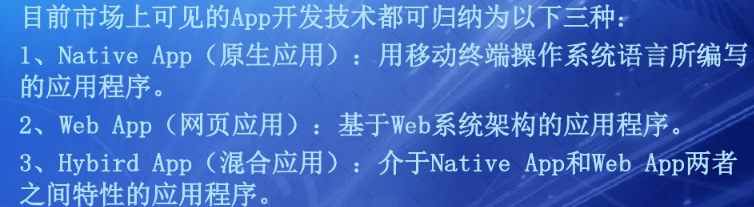 目前市场上可见的App开发技术都可归纳为以下三种：
1、Native App（原生应用）：用移动终端操作系统语言所编写
的应用程序。
2、Web App（网页应用）：基于Web系统架构的应用程序。
3、Hybird App（混合应用）：介于Native App和Web App两者
之间特性的应用程序。